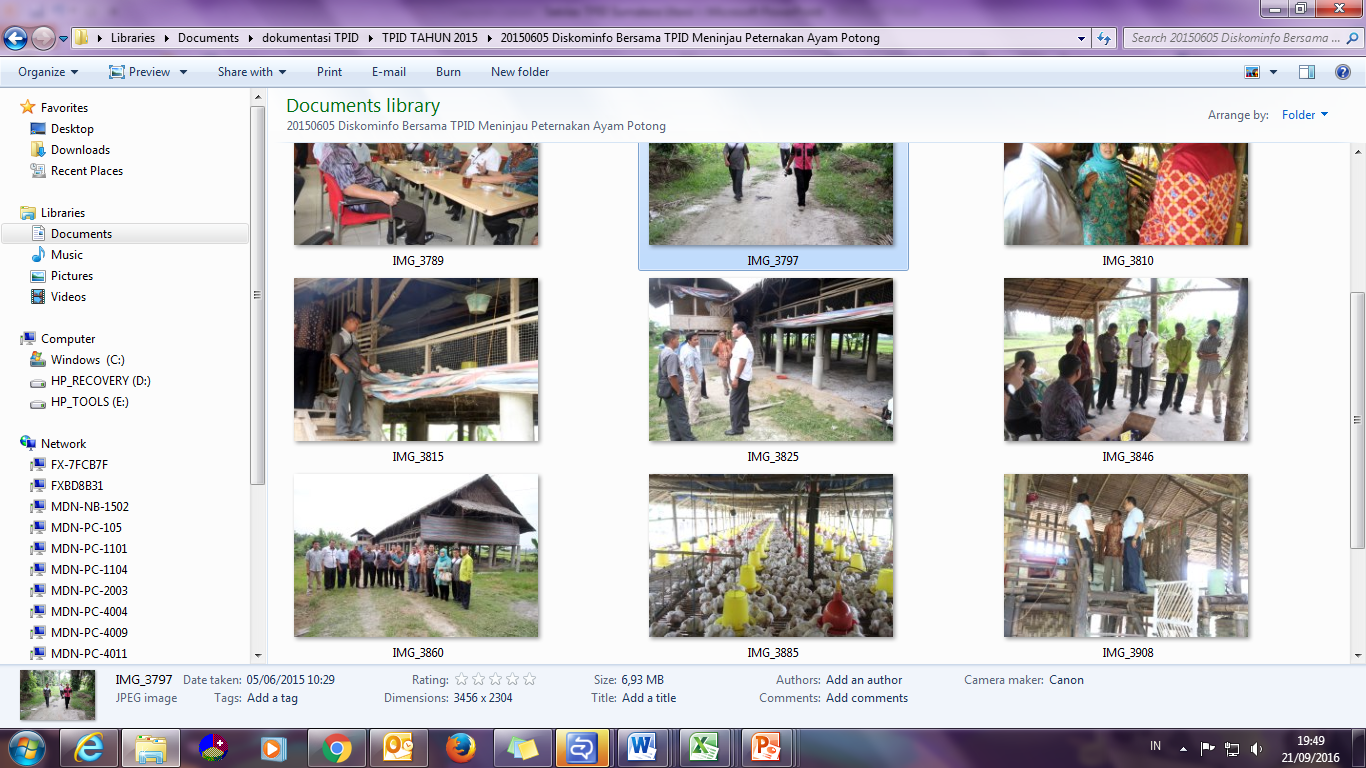 Libraries ▸ Documents ▸ dokumentasi TPID ▸ TPID TAHUN 2015 ▸ 20150605 Diskominfo Bersama TPID Meninjau Peternakan Ayam Potong
Search 20150605 Diskominfo Bersama ...
Organize Preview Share with Print E-mail Burn New folder
Favorites
Desktop
Downloads
Recent Places
Libraries
Documents
Music
Pictures
Videos
Computer
Windows (C:)
HP_RECOVERY (D:)
HP_TOOLS (E:)
Network
FX-7FCB7F
FXBD8B31
MDN-NB-1502
MDN-PC-105
MDN-PC-1101
MDN-PC-1104
MDN-PC-2003
MDN-PC-4004
MDN-PC-4009
MDN-PC-4011
Documents library
20150605 Diskominfo Bersama TPID Meninjau Peternakan Ayam Potong
Arrange by: Folder
IMG_3789 IMG_3797 IMG_3810
IMG_3815 IMG_3825 IMG_3846
IMG_3860 IMG_3885 IMG_3908
IMG_3797 Date taken: 05/06/2015 10:29 Rating: Size: 6,93 MB Authors: Add an author Camera maker: Canon
JPEG image Tags: Add a tag Dimensions: 3456 x 2304 Title: Add a title Comments: Add comments
IN
19:49
21/09/2016